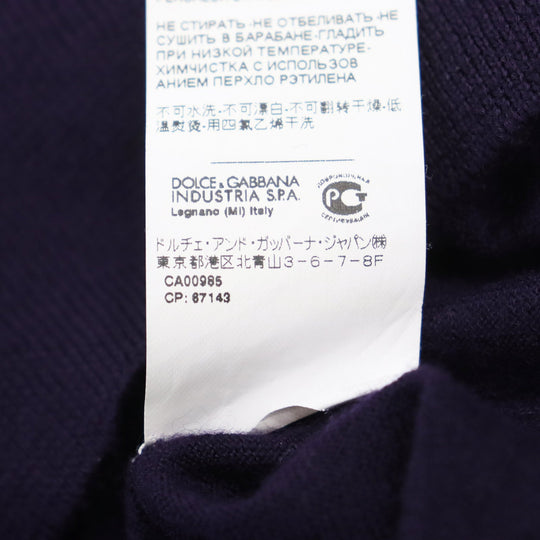 НЕ СТИРАТЬ-НЕ ОТБЕЛИВАТЬ-НЕ
СУШИТЬ В БАРАБАНЕ-ГЛАДИТЬ
ПРИ НИЗКОЙ ТЕМПЕРАТУРЕ-
ХИМЧИСТКА С ИСПОЛЬЗОВ
АНИЕМ ПЕРХЛО РЭТИЛЕНА
不可水洗-不可漂白-不可翻转干燥-低
温熨烫-用四氯乙烯干洗
DOLCE&GABBANA
INDUSTRIA S.P.A.
Legnano (MI) Italy
РСТ
ドルチェ・アンド・ガッバーナ・ジャパン㈱
東京都港区北青山3-6-7-8F
CA00985
CP: 67143